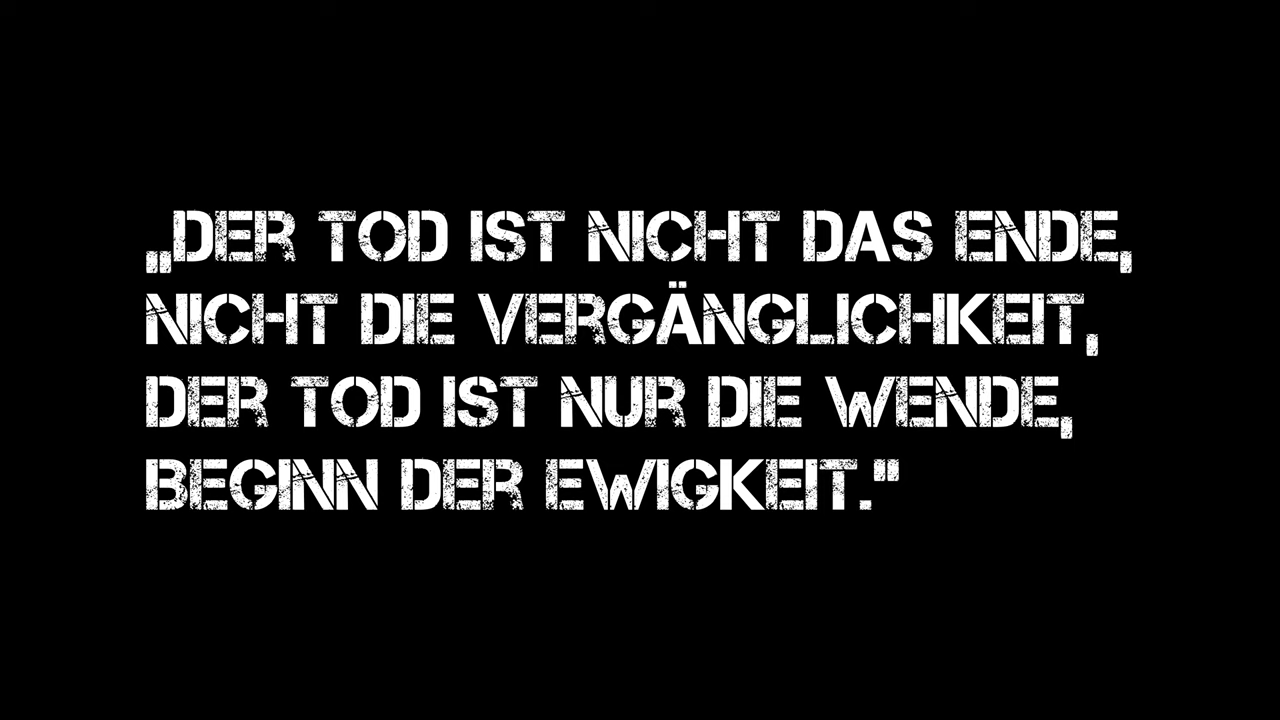 „DER TOD IST NICHT DAS ENDE,
NICHT DIE VERGÄNGLICHKEIT,
DER TOD IST NUR DIE WENDE,
BEGINN DER EWIGKEIT."